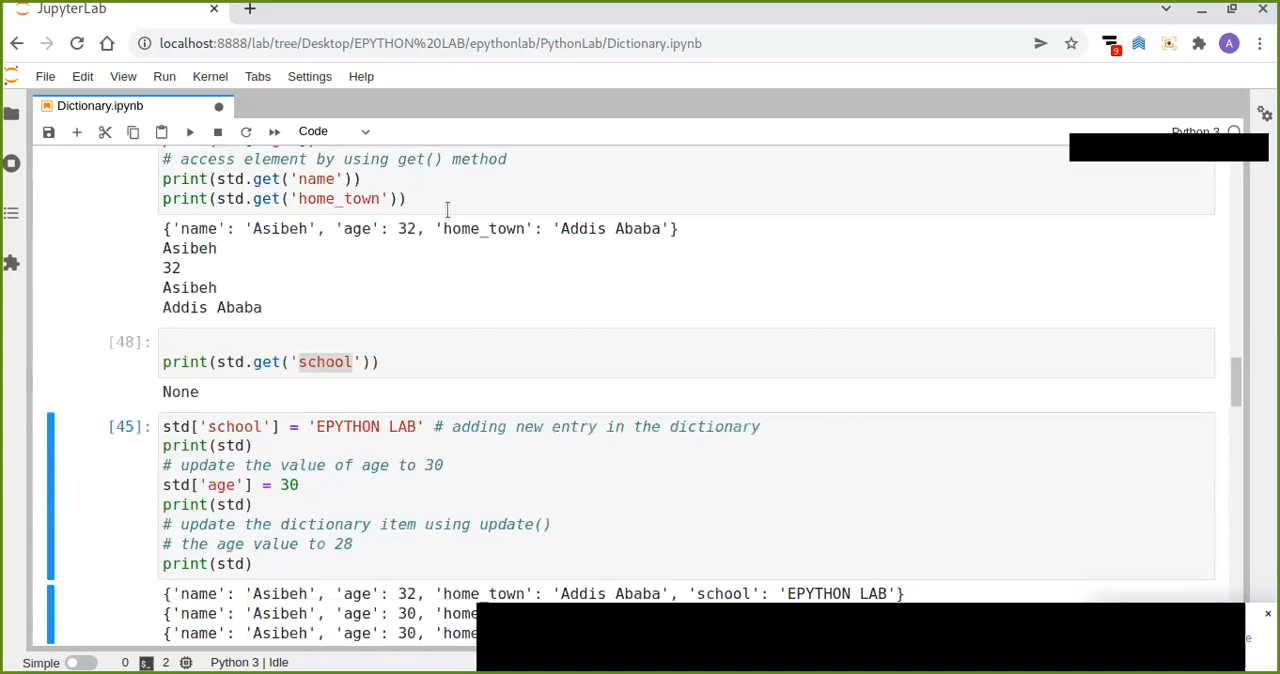 JupyterLab
localhost:8888/lab/tree/Desktop/EPYTHON%20LAB/epythonlab/PythonLab/Dictionary.ipynb
9
A
File Edit View Run Kernel Tabs Settings Help
Dictionary.ipynb
Code
Python 3
# access element by using get() method
print(std.get('name'))
print(std.get('home_town'))
{'name': 'Asibeh', 'age': 32, 'home_town': 'Addis Ababa'}
Asibeh
32
Asibeh
Addis Ababa
[48]:
print(std.get('school'))
None
[45]: std['school'] = 'EPYTHON LAB' # adding new entry in the dictionary
print(std)
# update the value of age to 30
std['age'] = 30
print(std)
# update the dictionary item using update()
# the age value to 28
print(std)
{'name': 'Asibeh', 'age': 32, 'home_town': 'Addis Ababa', 'school': 'EPYTHON LAB'}
{'name': 'Asibeh', 'age': 30, 'home
{'name': 'Asibeh', 'age': 30, 'home
e
Simple 0 $_ 2 Python 3 | Idle